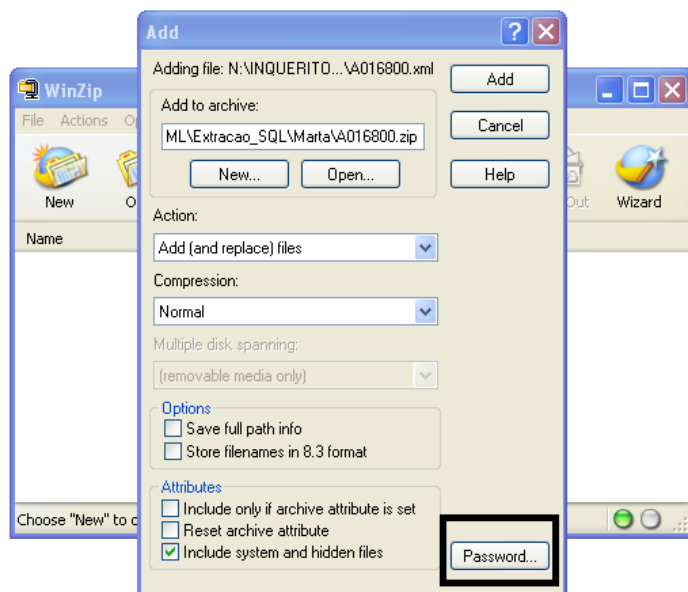 Add
Adding file: N:\INQUERITO...\A016800.xml
Add
WinZip
Add to archive:
File Actions
ML\Extracao_SQL\Marta\A016800.zip
Cancel
New... Open...
Help
New
Out
Wizard
Action:
Name
Add (and replace) files
Compression:
Normal
Multiple disk spanning:
(removable media only)
Options
Save full path info
Store filenames in 8.3 format
Attributes
Include only if archive attribute is set
Choose "New" to
Reset archive attribute
Include system and hidden files
Password...